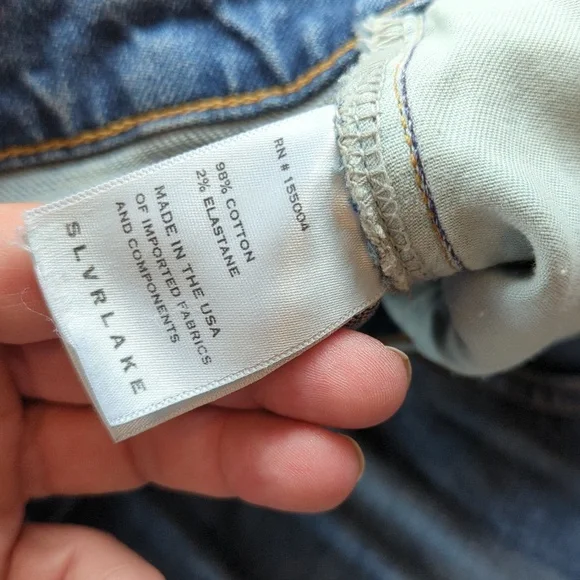 RN # 155004
98% COTTON
2% ELASTANE
MADE IN THE USA
OF IMPORTED FABRICS
AND COMPONENTS
SLVRLAKE